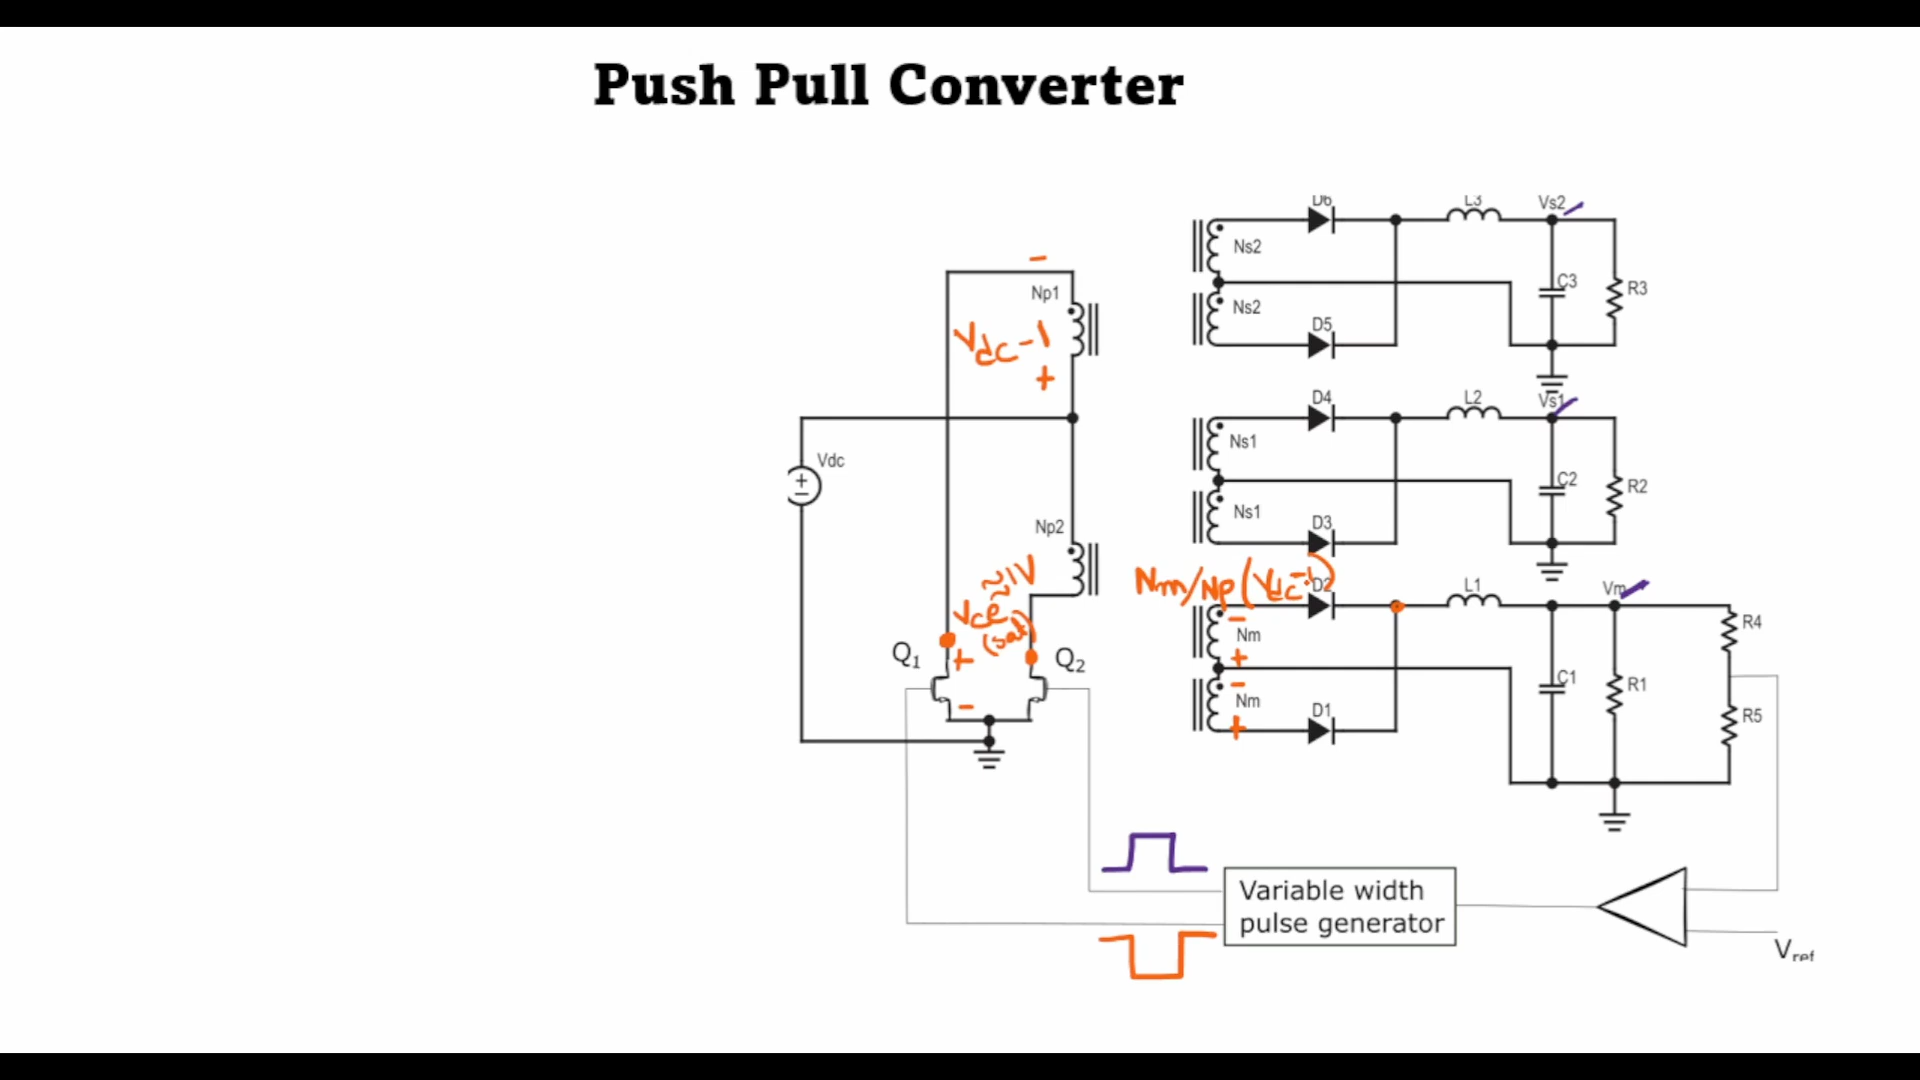 Push Pull Converter
D6
L3
Vs2
Ns2
C3
R3
Ns2
D5
-
Np1
Vdc-1
+
D4
L2
Vs1
Ns1
Vdc
+
-
C2
R2
Ns1
D3
Np2
≈1V
Vce
(sat)
Nm/Np(Vdc-1)
D2
L1
Vm
-
Nm
+
R4
Q1
+
-
Q2
-
Nm
+
D1
C1
R1
R5
Variable width
pulse generator
Vref